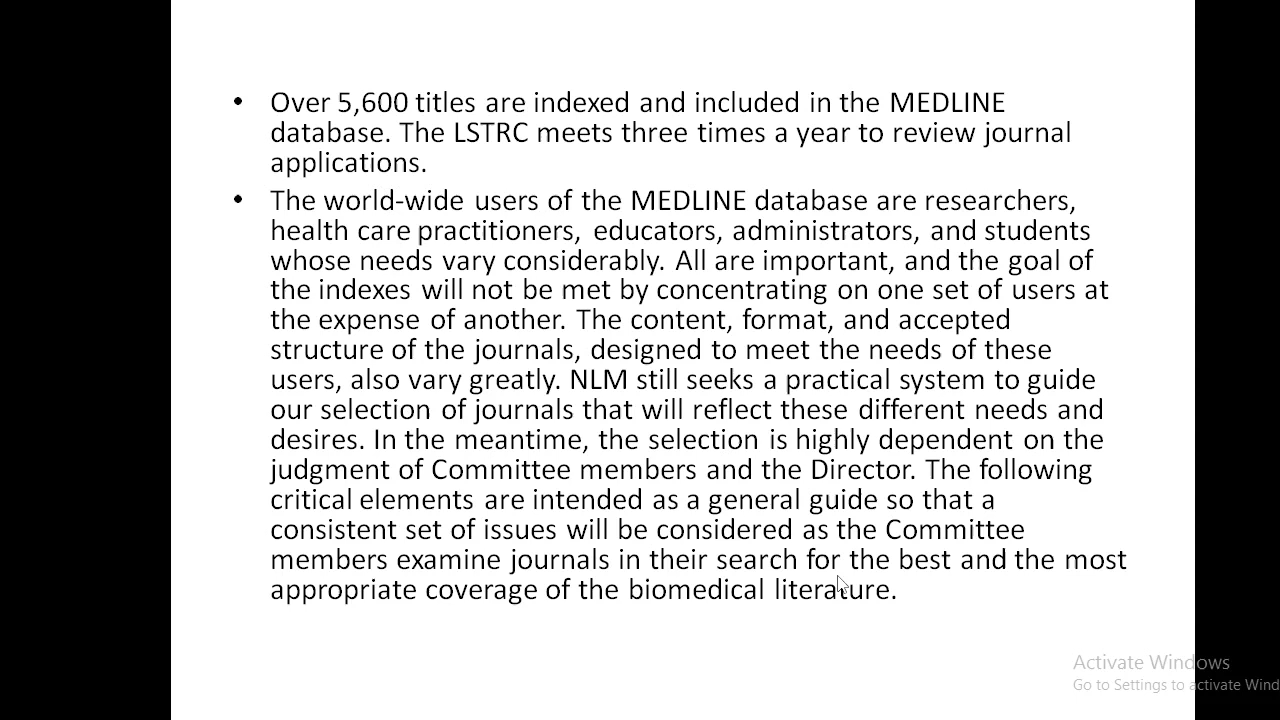 • Over 5,600 titles are indexed and included in the MEDLINE
database. The LSTRC meets three times a year to review journal
applications.
• The world-wide users of the MEDLINE database are researchers,
health care practitioners, educators, administrators, and students
whose needs vary considerably. All are important, and the goal of
the indexes will not be met by concentrating on one set of users at
the expense of another. The content, format, and accepted
structure of the journals, designed to meet the needs of these
users, also vary greatly. NLM still seeks a practical system to guide
our selection of journals that will reflect these different needs and
desires. In the meantime, the selection is highly dependent on the
judgment of Committee members and the Director. The following
critical elements are intended as a general guide so that a
consistent set of issues will be considered as the Committee
members examine journals in their search for the best and the most
appropriate coverage of the biomedical literature.
Activate Windows
Go to Settings to activate Wind